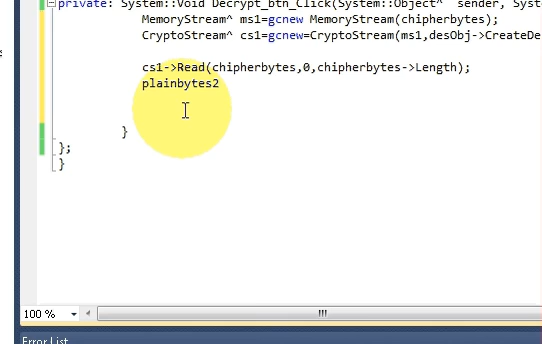 private: System::Void Decrypt_btn_Click(System::Object^ sender, Syst
MemoryStream^ ms1=gcnew MemoryStream(chipherbytes);
CryptoStream^ cs1=gcnew=CryptoStream(ms1,desObj->CreateDe
cs1->Read(chipherbytes,0,chipherbytes->Length);
plainbytes2
}
};
}
100 %
Error List